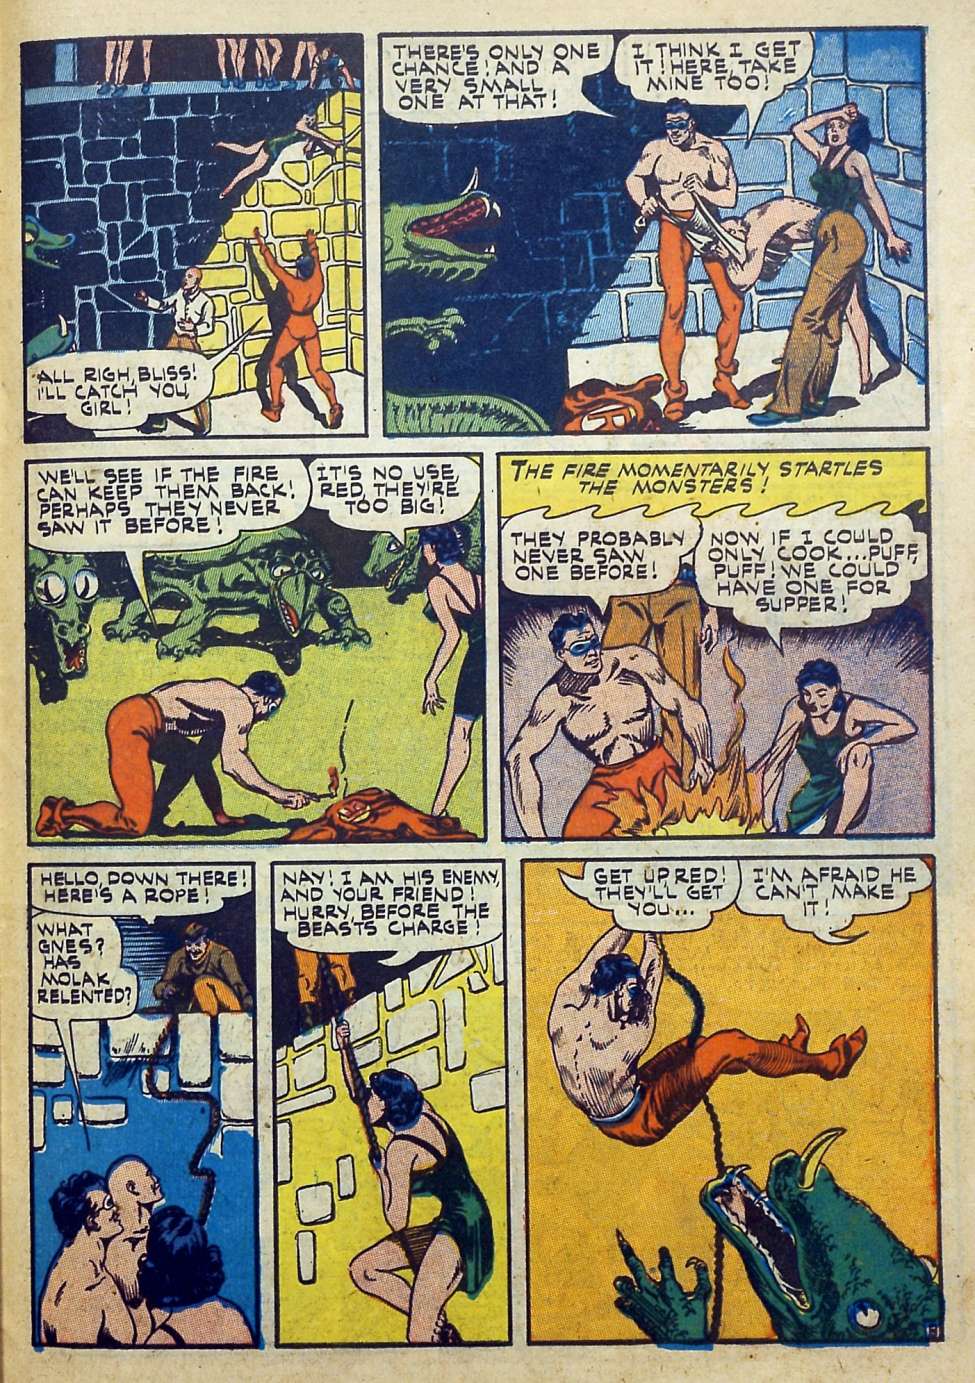 ALL RIGH, BLISS!
I'LL CATCH YOU,
GIRL!
THERE'S ONLY ONE
CHANCE! AND A
VERY SMALL
ONE AT THAT!
I THINK I GET
IT! HERE, TAKE
MINE TOO!
WE'LL SEE IF THE FIRE
CAN KEEP THEM BACK!
PERHAPS THEY NEVER
SAW IT BEFORE!
IT'S NO USE,
RED, THEY'RE
TOO BIG!
THE FIRE MOMENTARILY STARTLES
THE MONSTERS!
THEY PROBABLY
NEVER SAW
ONE BEFORE!
NOW IF I COULD
ONLY COOK... PUFF,
PUFF! WE COULD
HAVE ONE FOR
SUPPER!
HELLO, DOWN THERE!
HERE'S A ROPE!
WHAT
GNES?
HAS
MOLAK
RELENTED?
NAY! I AM HIS ENEMY,
AND YOUR FRIEND!
HURRY, BEFORE THE
BEASTS CHARGE!
GET UP RED!
THEY'LL GET
YOU...
I'M AFRAID HE
CAN'T MAKE
IT!